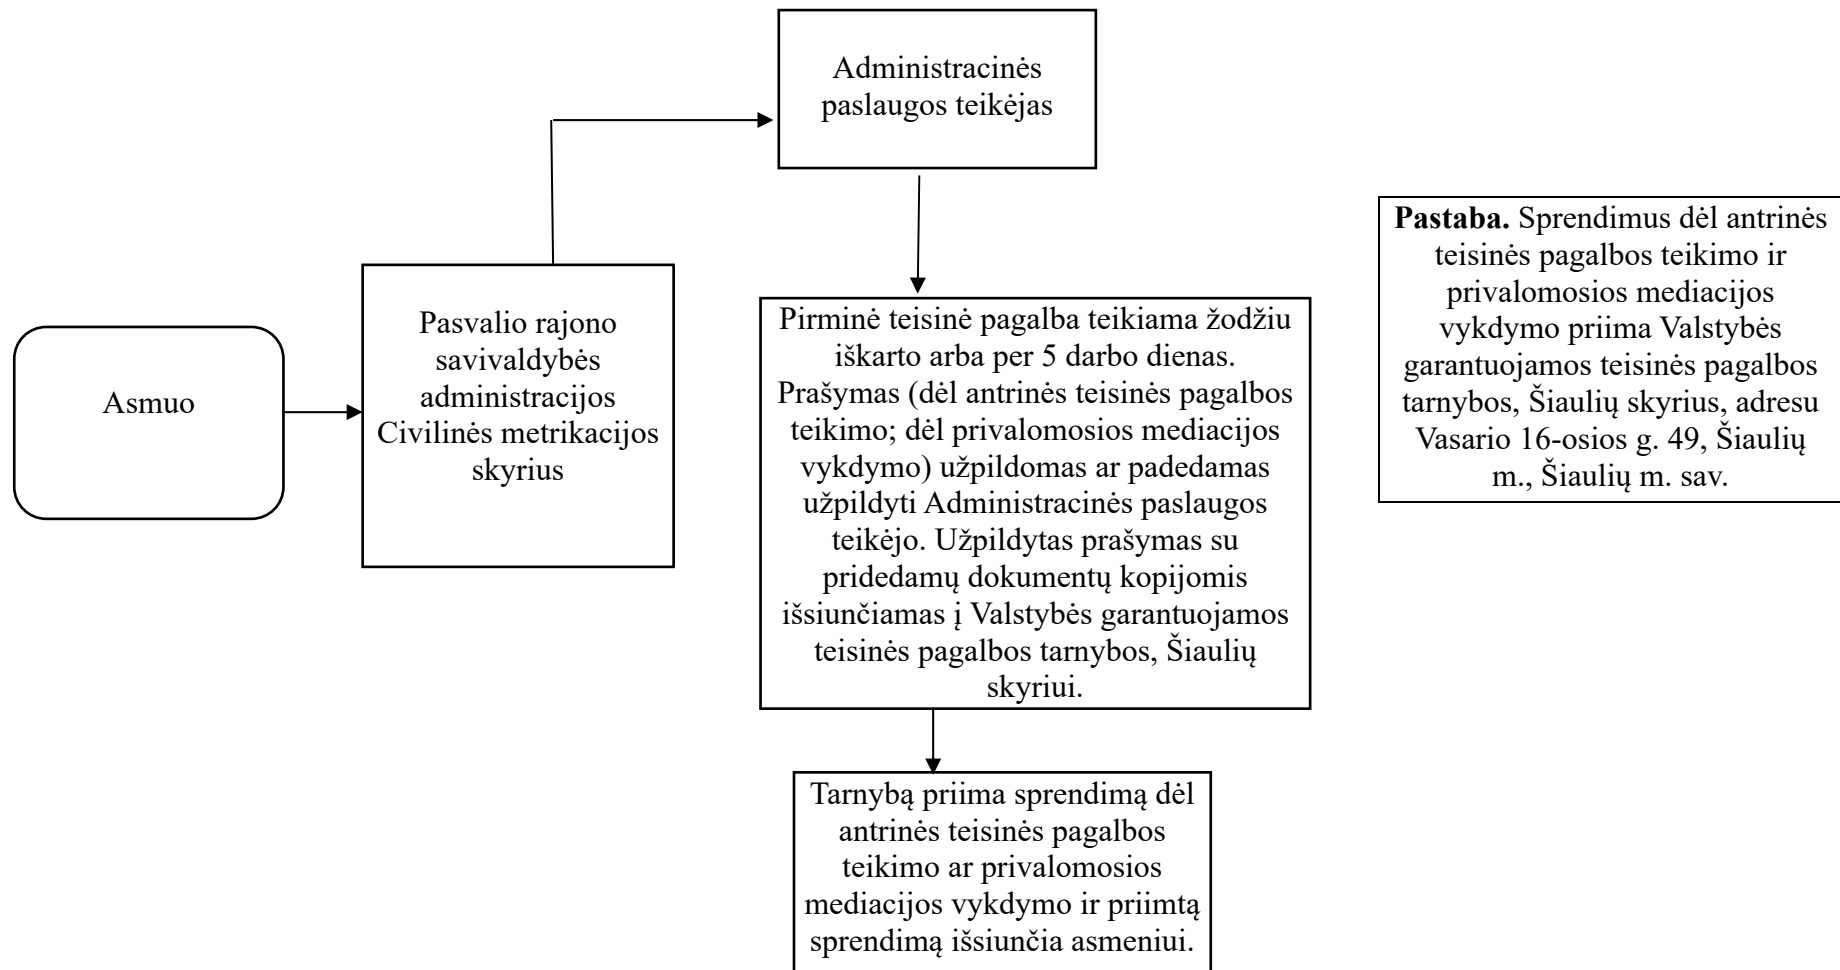 Administracinės
paslaugos teikėjas
Pastaba. Sprendimus dėl antrinės
teisinės pagalbos teikimo ir
privalomosios mediacijos
vykdymo priima Valstybės
garantuojamos teisinės pagalbos
tarnybos, Šiaulių skyrius, adresu
Vasario 16-osios g. 49, Šiaulių
m., Šiaulių m. sav.
Asmuo
Pasvalio rajono
savivaldybės
administracijos
Civilinės metrikacijos
skyrius
Pirminė teisinė pagalba teikiama žodžiu
iškarto arba per 5 darbo dienas.
Prašymas (dėl antrinės teisinės pagalbos
teikimo; dėl privalomosios mediacijos
vykdymo) užpildomas ar padedamas
užpildyti Administracinės paslaugos
teikėjo. Užpildytas prašymas su
pridedamų dokumentų kopijomis
išsiunčiamas į Valstybės garantuojamos
teisinės pagalbos tarnybos, Šiaulių
skyriui.
Tarnybą priima sprendimą dėl
antrinės teisinės pagalbos
teikimo ar privalomosios
mediacijos vykdymo ir priimtą
sprendimą išsiunčia asmeniui.